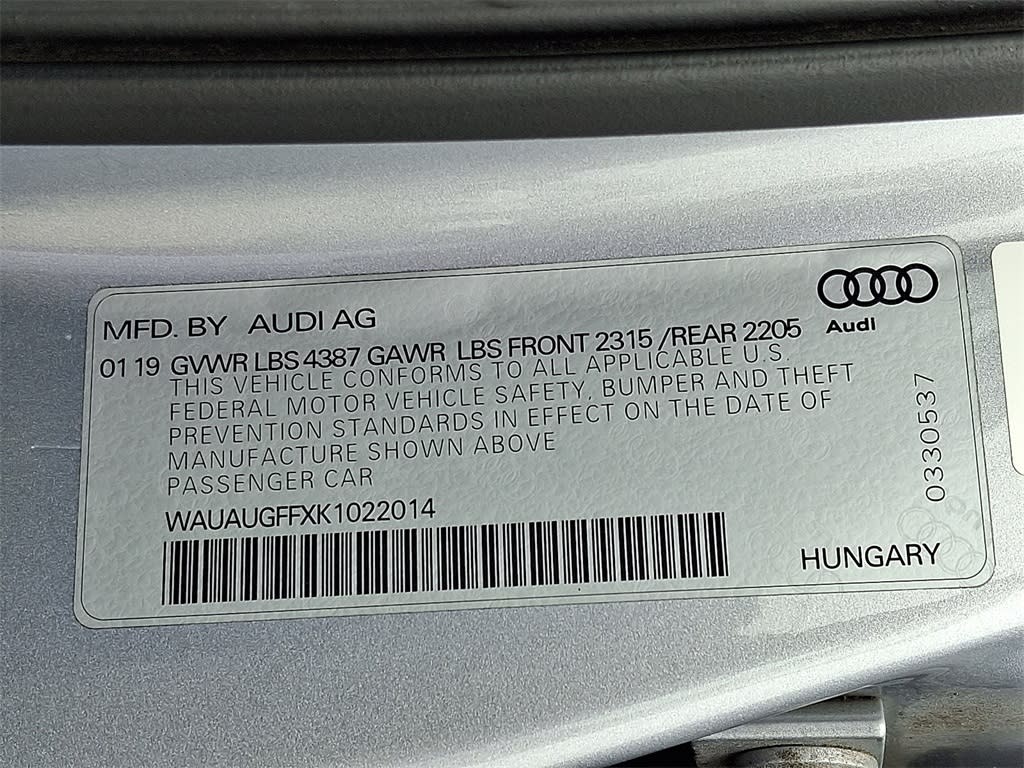 MFD. BY AUDI AG
Audi
01 19 GVWR LBS 4387 GAWR LBS FRONT 2315 /REAR 2205
THIS VEHICLE CONFORMS TO ALL APPLICABLE U.S.
FEDERAL MOTOR VEHICLE SAFETY, BUMPER AND THEFT
PREVENTION STANDARDS IN EFFECT ON THE DATE OF
MANUFACTURE SHOWN ABOVE
PASSENGER CAR
0330537
WAUAUGFFXK1022014
HUNGARY